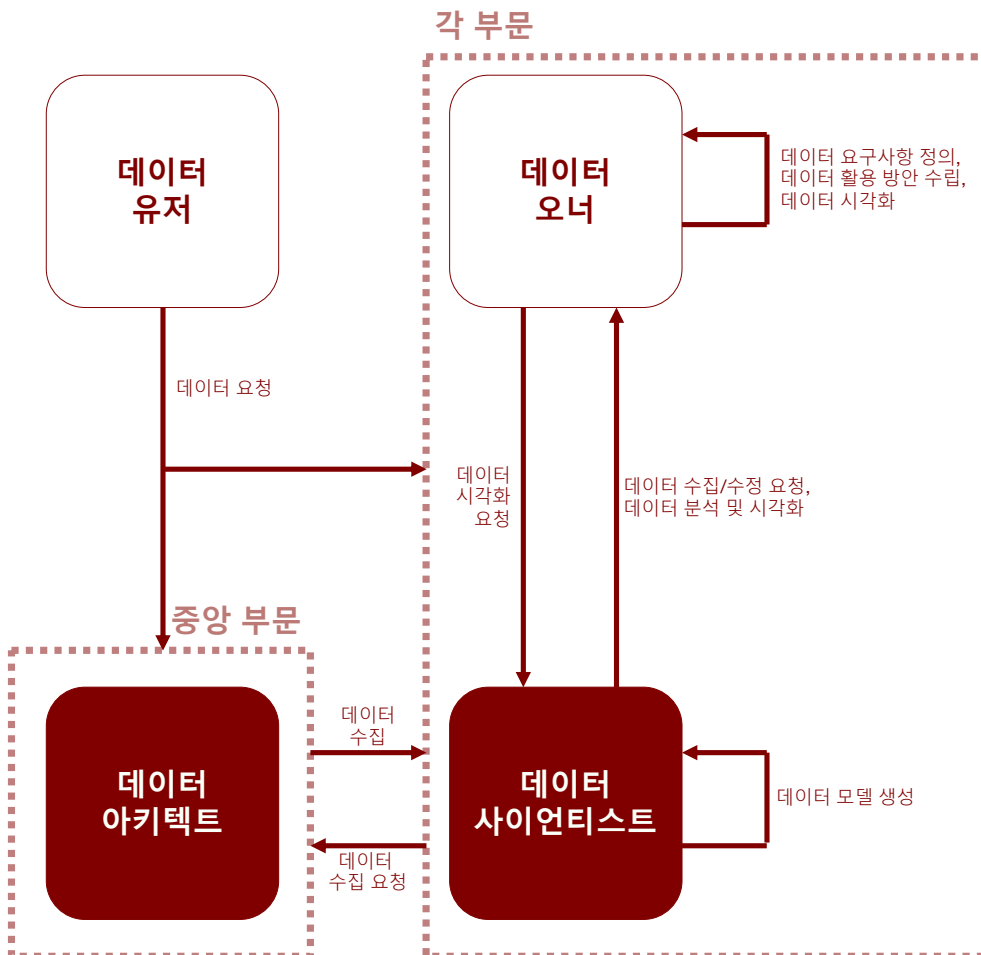 각 부문
데이터
유저
데이터
오너
데이터 요구사항 정의,
데이터 활용 방안 수립,
데이터 시각화
데이터 요청
데이터
시각화
요청
데이터 수집/수정 요청,
데이터 분석 및 시각화
중앙 부문
데이터
아키텍트
데이터
수집
데이터
수집 요청
데이터
사이언티스트
데이터 모델 생성